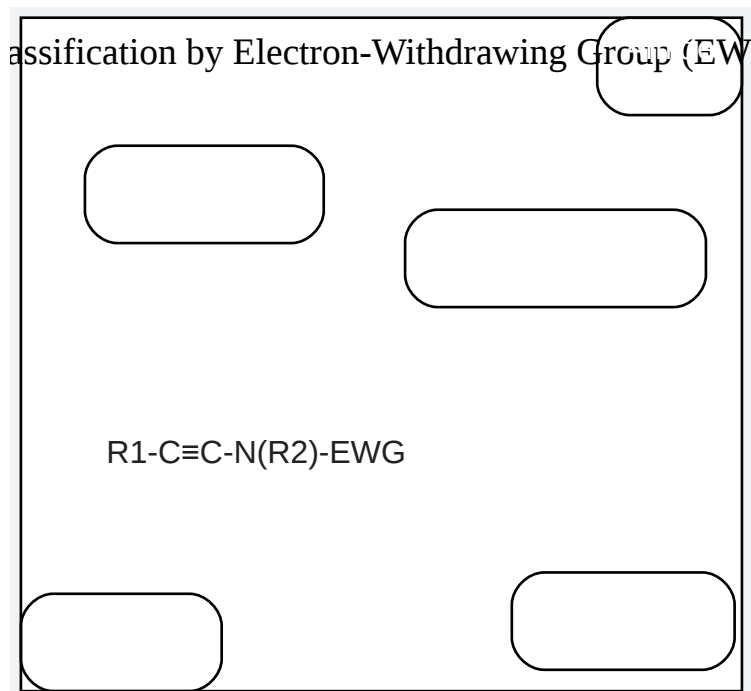 assification by Electron-Withdrawing Group (EW
R1-C≡C-N(R2)-EWG